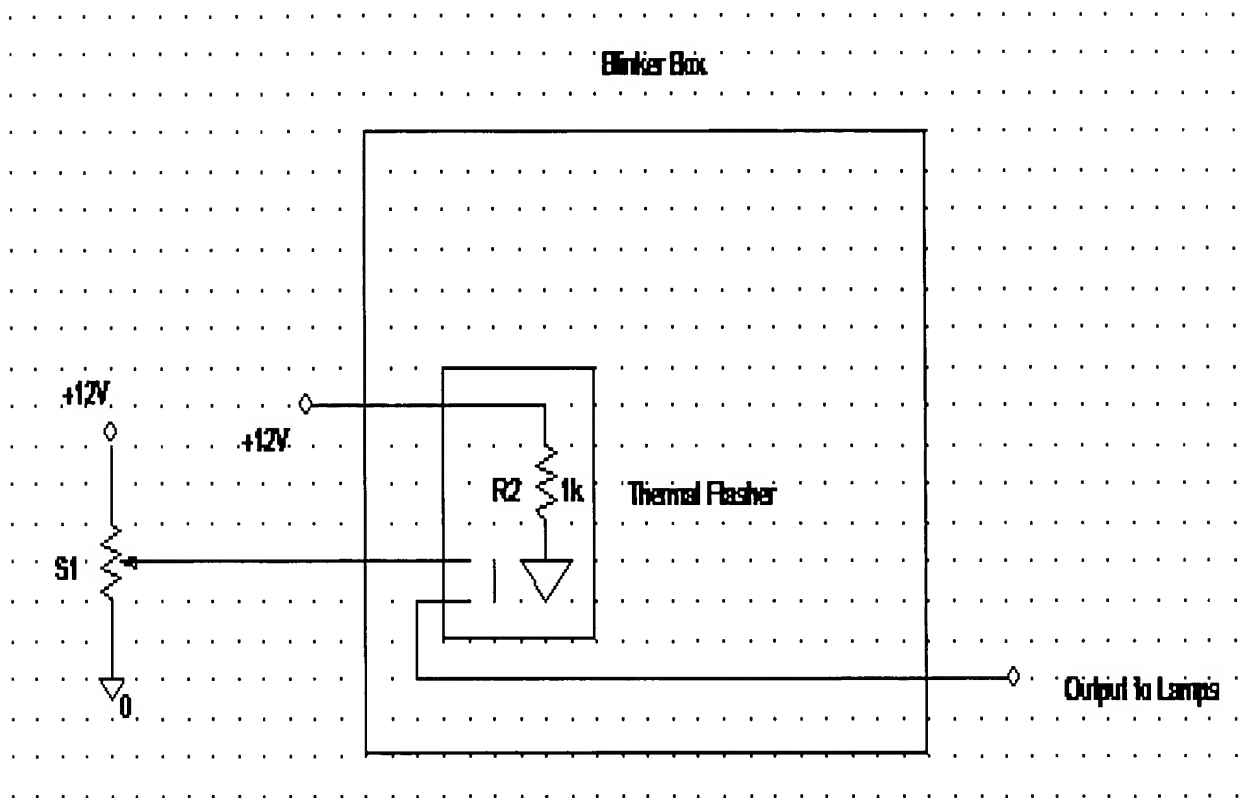 Blinker Box
+12V
+12V
R2 1k
Thermal Flasher
S1
0
Output To Lamps